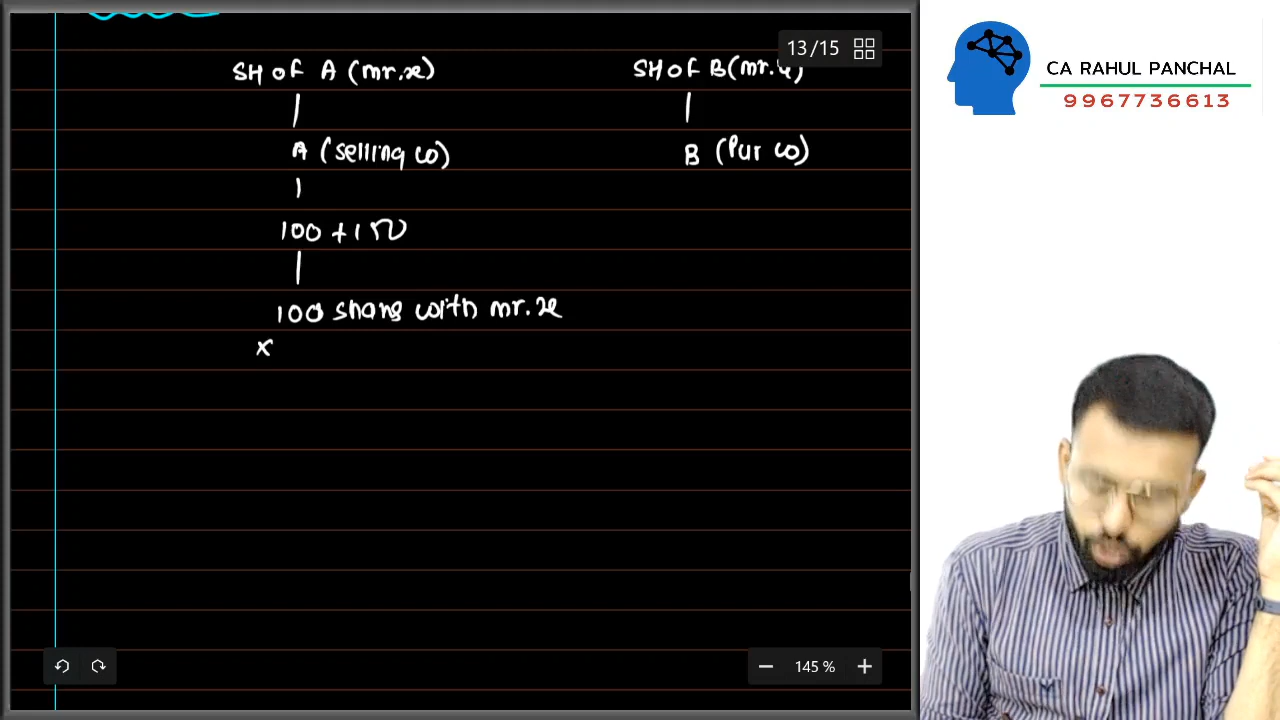 13/15
SH of A (mr.x)
SH of B (mr.
A (selling co)
B (Pur co)
100 + 150
100 shares with mr.x
x
145 %
CA RAHUL PANCHAL
9967736613